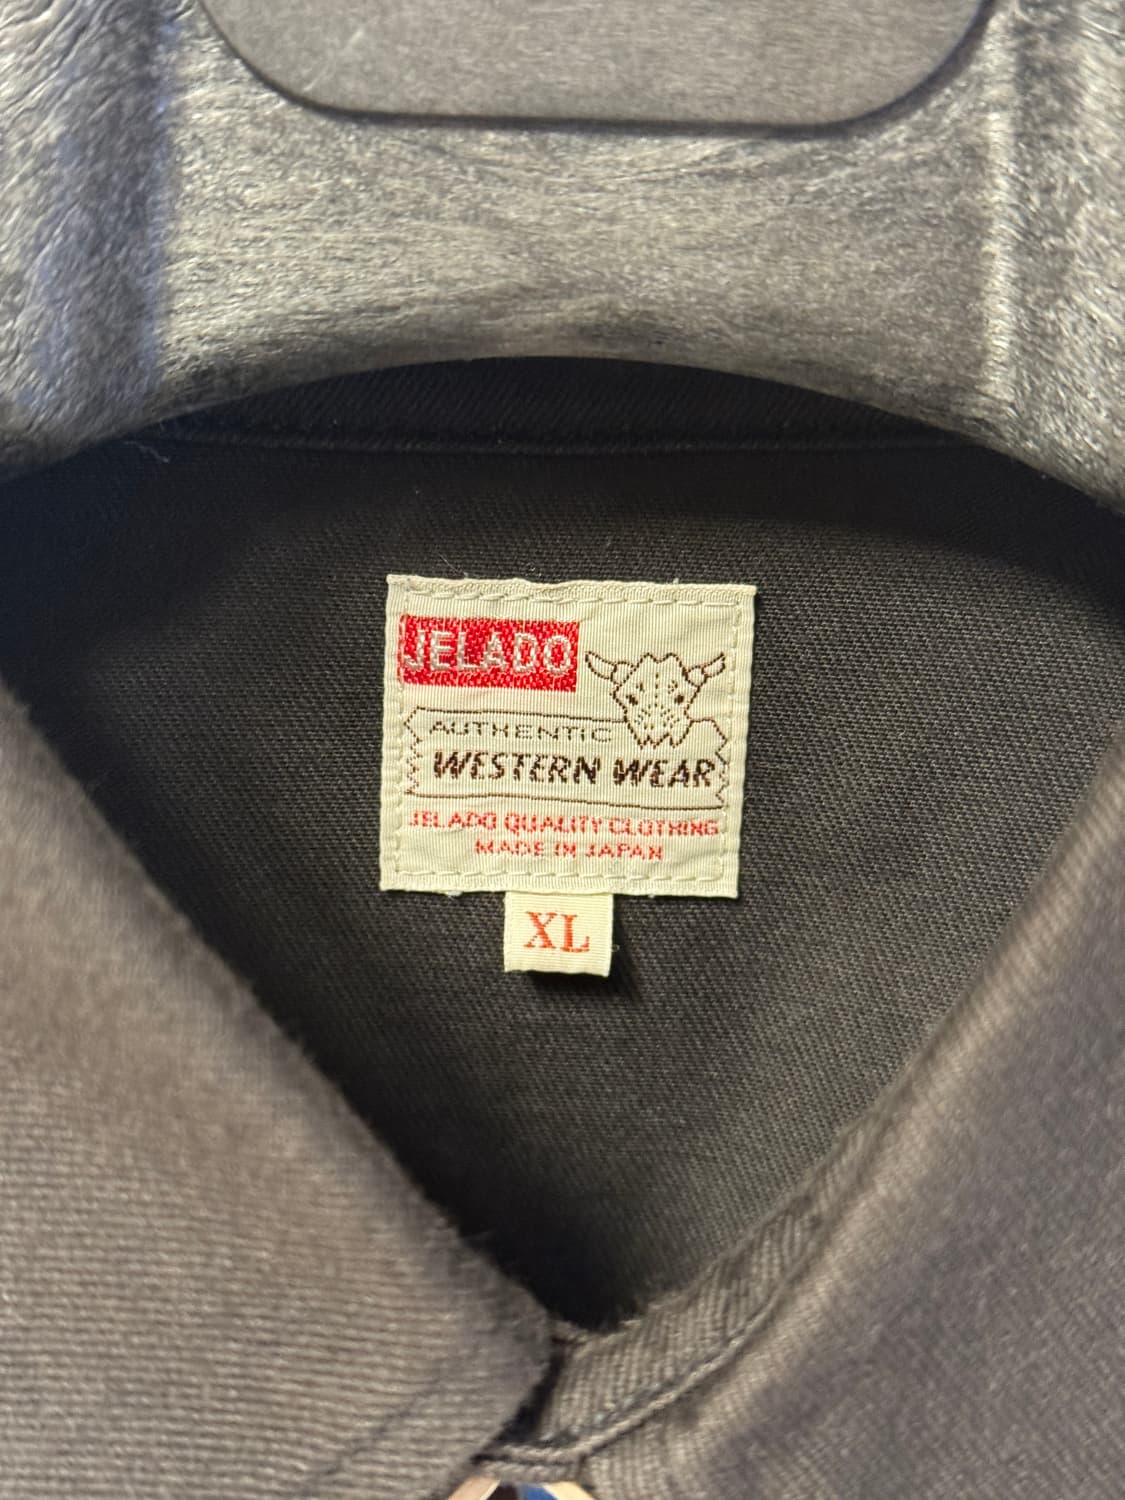 JELADO
AUTHENTIC
WESTERN WEAR
JELADO QUALITY CLOTHING
MADE IN JAPAN
XL